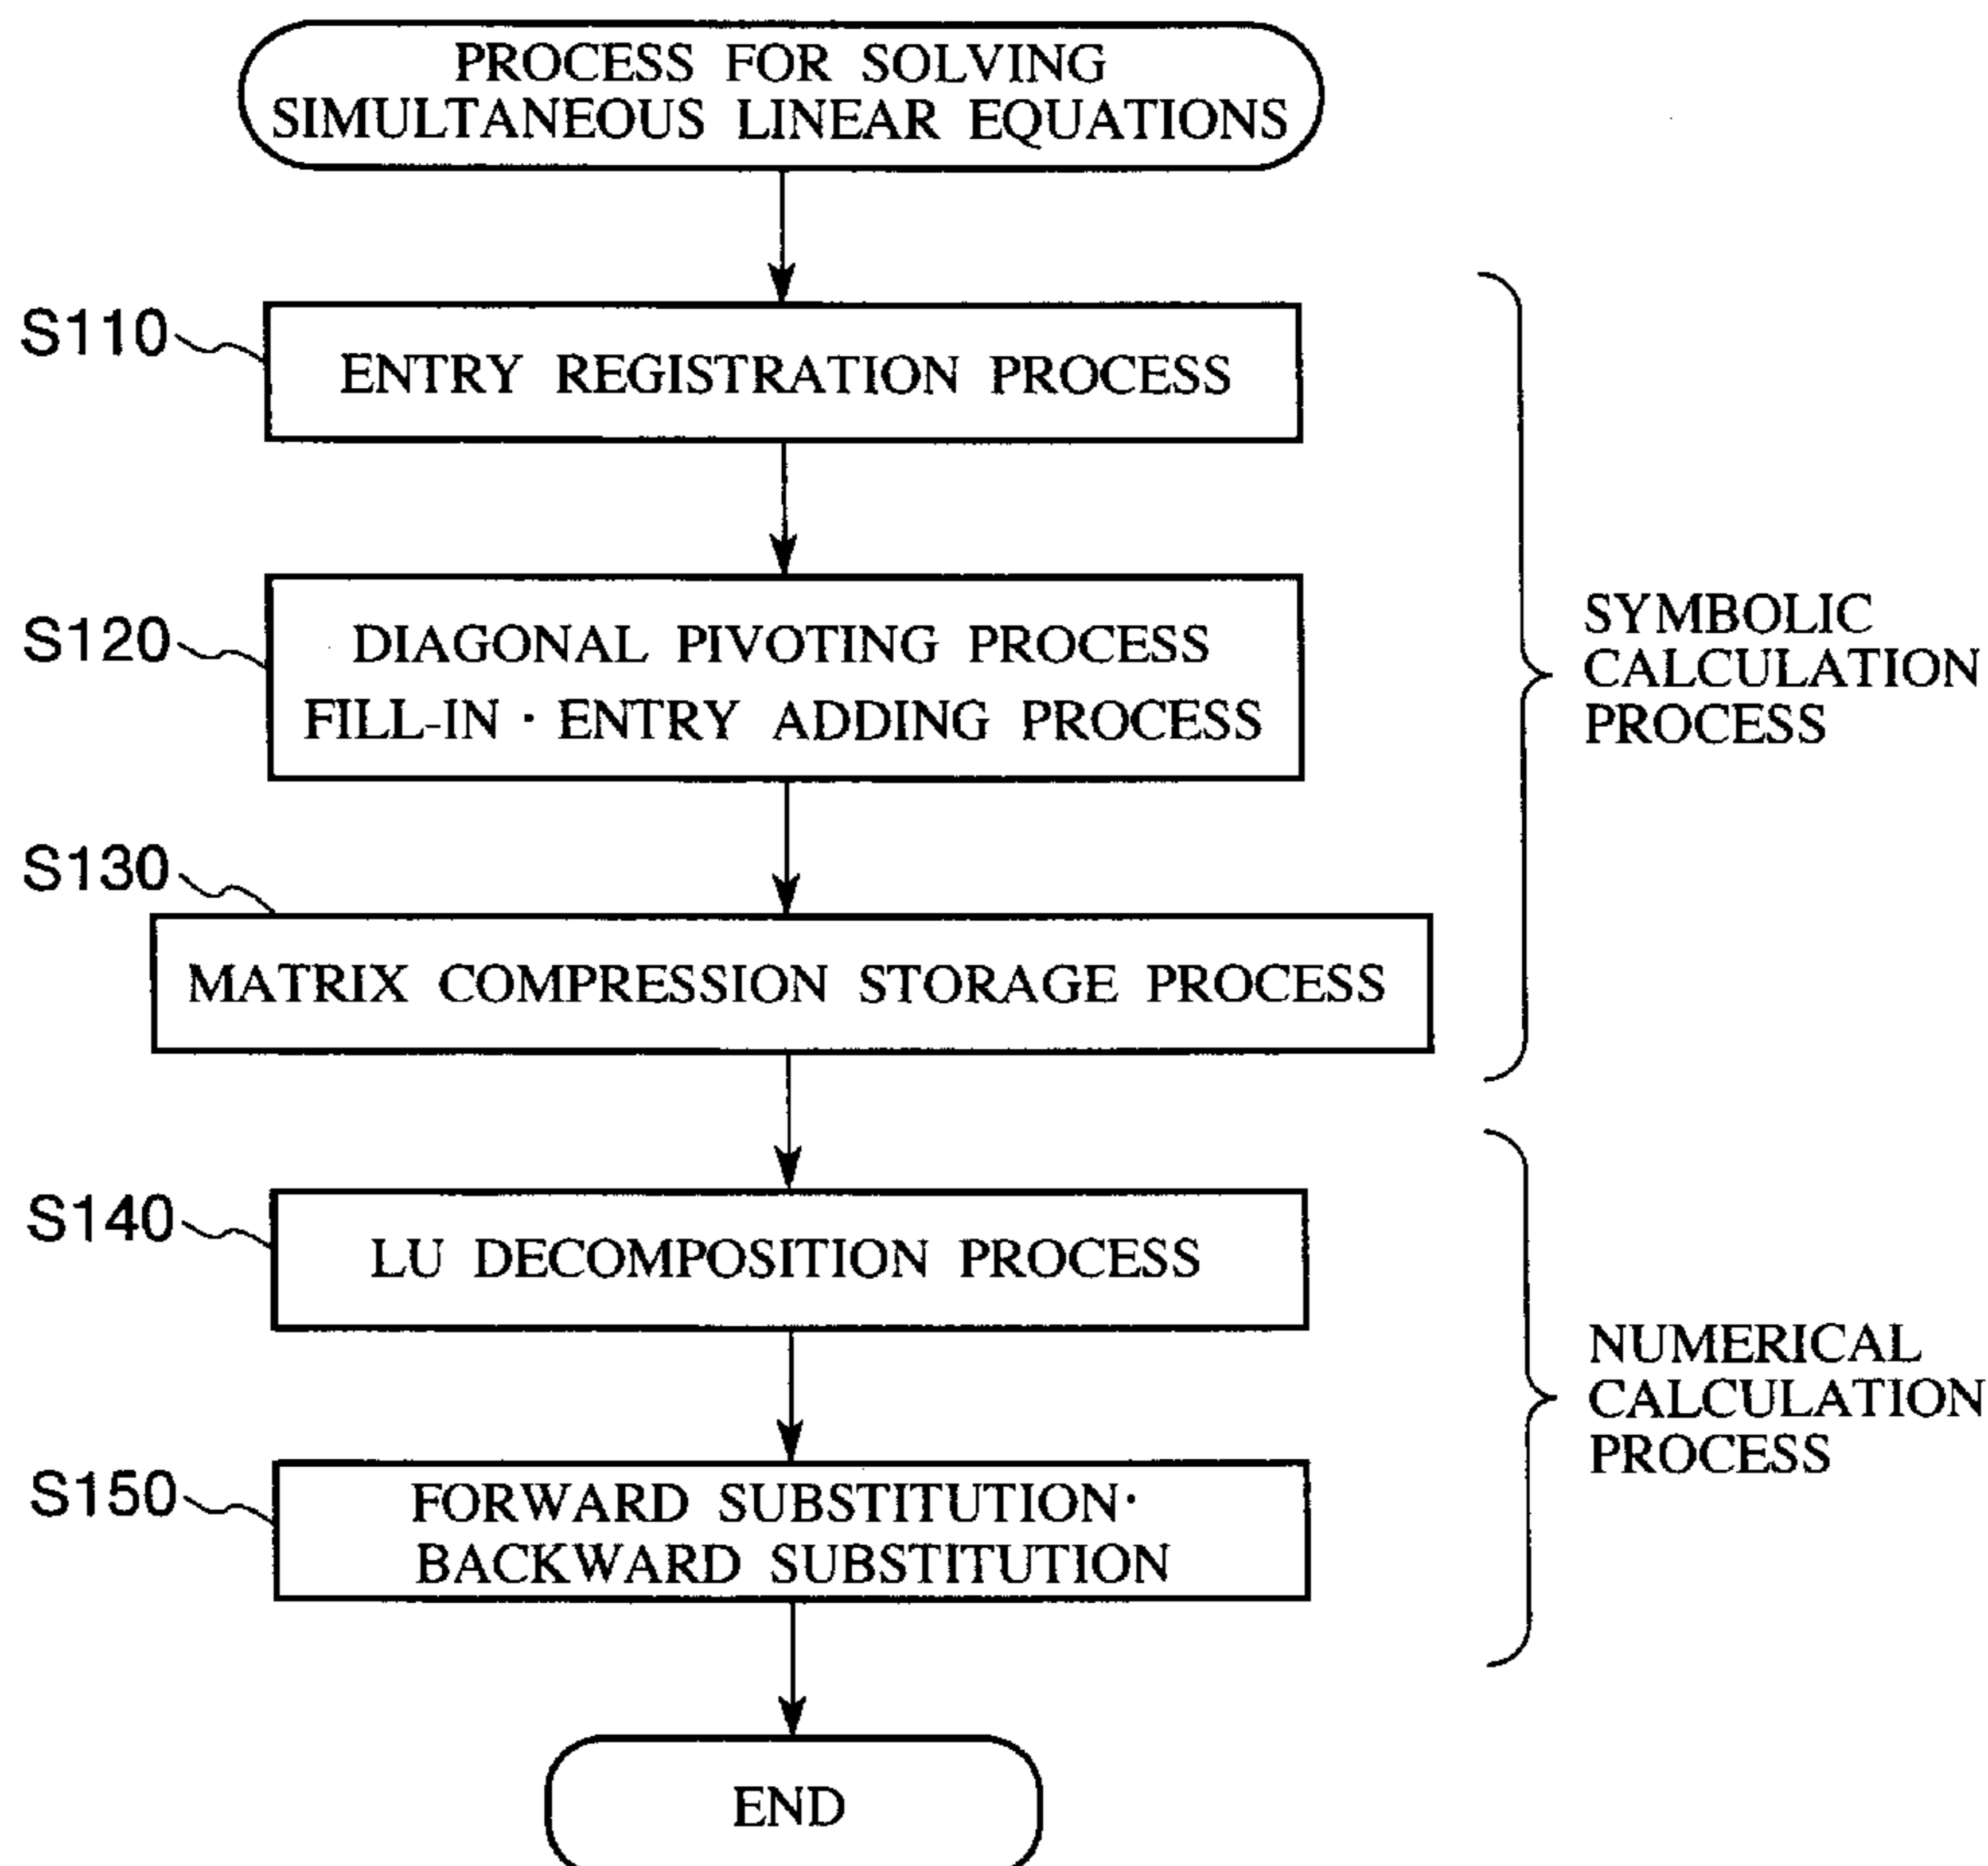 PROCESS FOR SOLVING
SIMULTANEOUS LINEAR EQUATIONS
S110
ENTRY REGISTRATION PROCESS
S120
DIAGONAL PIVOTING PROCESS
FILL-IN · ENTRY ADDING PROCESS
SYMBOLIC
CALCULATION
PROCESS
S130
MATRIX COMPRESSION STORAGE PROCESS
S140
LU DECOMPOSITION PROCESS
NUMERICAL
CALCULATION
PROCESS
S150
FORWARD SUBSTITUTION·
BACKWARD SUBSTITUTION
END